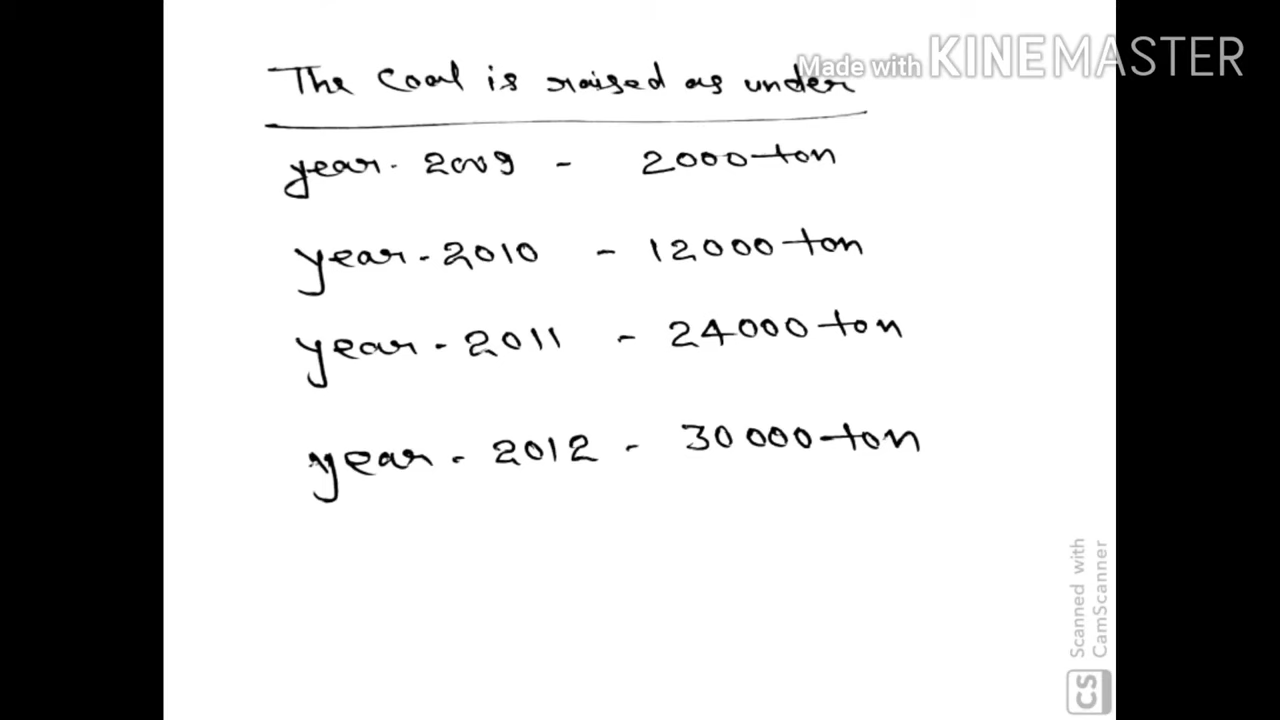 Made with KINEMASTER
The Coal is raised as under
year - 2009 - 2000 ton
year - 2010 - 12000 ton
year - 2011 - 24000 ton
year - 2012 - 30000 ton
Scanned with
CamScanner
CS